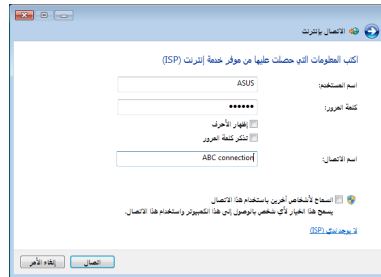 الاتصال بإنترنت
اكتب المعلومات التي حصلت عليها من موفر خدمة إنترنت (ISP)
اسم المستخدم:
ASUS
كلمة المرور:
••••••
إظهار الأحرف
تذكر كلمة المرور
اسم الاتصال:
ABC connection
السماح لأشخاص آخرين باستخدام هذا الاتصال
يسمح هذا الخيار لأي شخص بالوصول إلى هذا الكمبيوتر واستخدام هذا الاتصال.
لا يوجد لدي (ISP)
اتصال
إلغاء الأمر